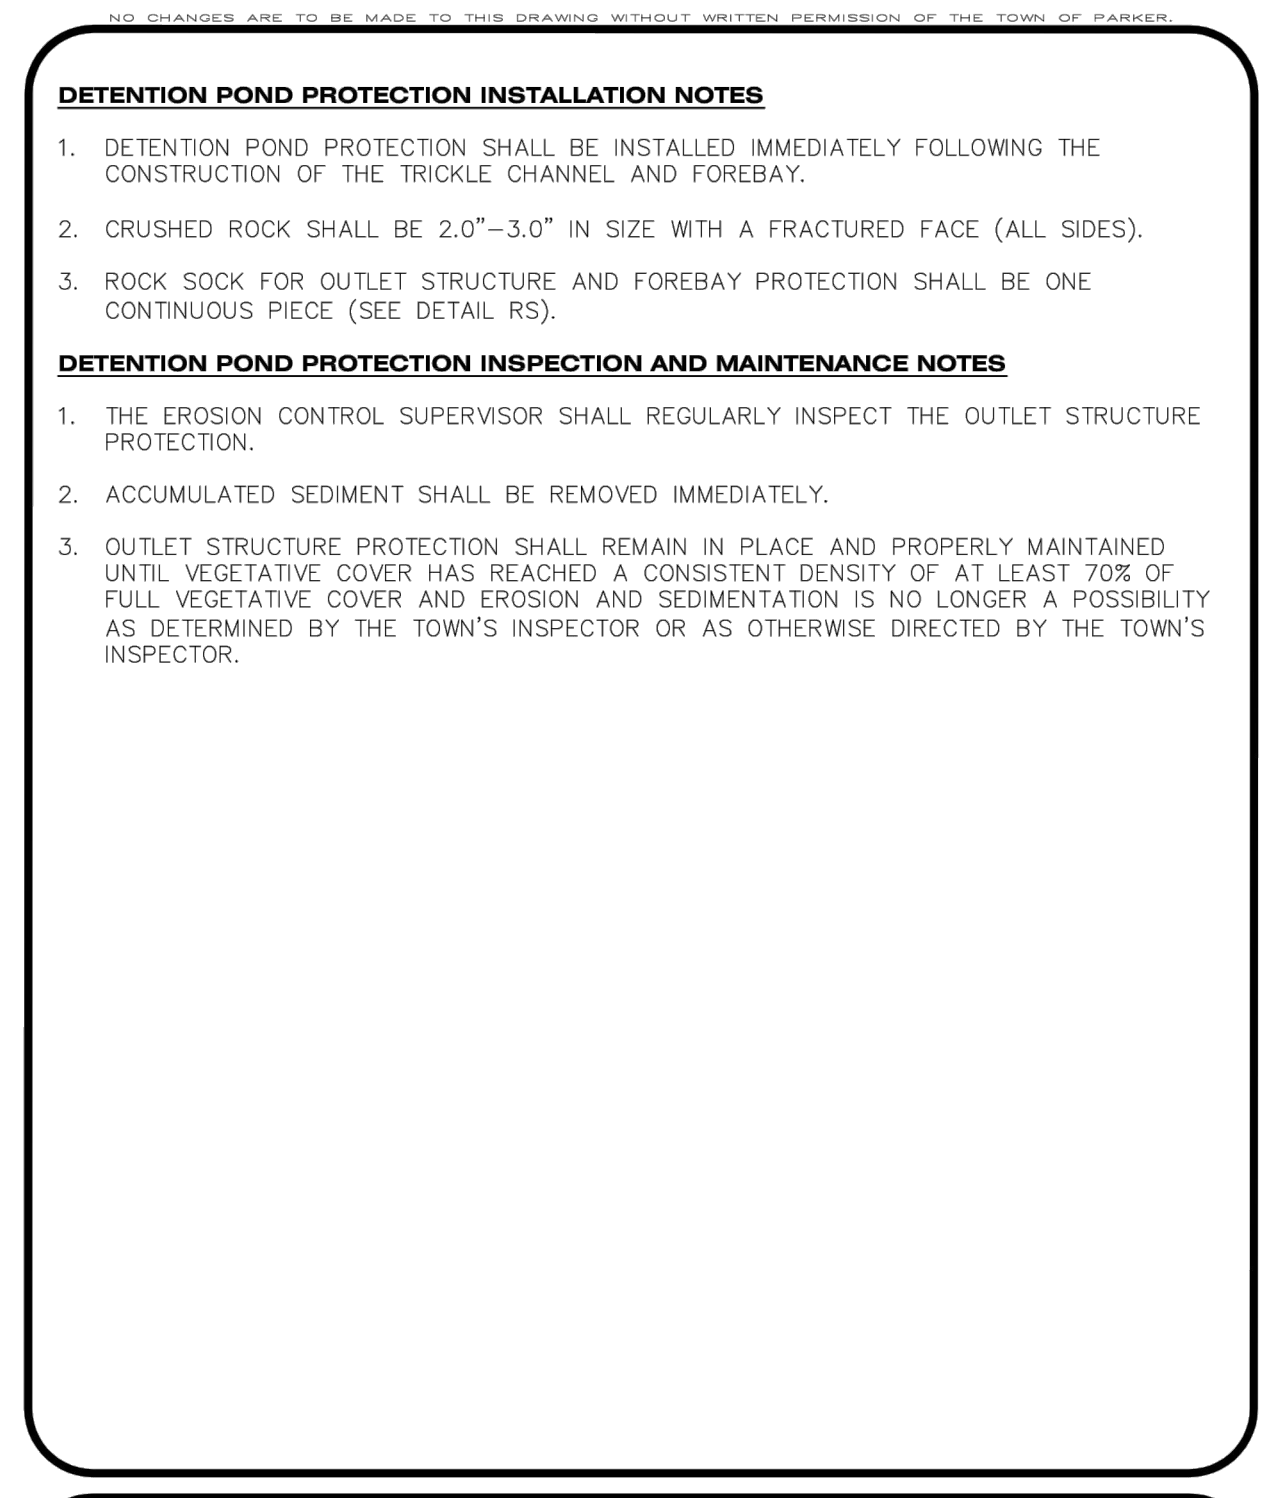 NO CHANGES ARE TO BE MADE TO THIS DRAWING WITHOUT WRITTEN PERMISSION OF THE TOWN OF PARKER.
DETENTION POND PROTECTION INSTALLATION NOTES
1. DETENTION POND PROTECTION SHALL BE INSTALLED IMMEDIATELY FOLLOWING THE
CONSTRUCTION OF THE TRICKLE CHANNEL AND FOREBAY.
2. CRUSHED ROCK SHALL BE 2.0”–3.0” IN SIZE WITH A FRACTURED FACE (ALL SIDES).
3. ROCK SOCK FOR OUTLET STRUCTURE AND FOREBAY PROTECTION SHALL BE ONE
CONTINUOUS PIECE (SEE DETAIL RS).
DETENTION POND PROTECTION INSPECTION AND MAINTENANCE NOTES
1. THE EROSION CONTROL SUPERVISOR SHALL REGULARLY INSPECT THE OUTLET STRUCTURE
PROTECTION.
2. ACCUMULATED SEDIMENT SHALL BE REMOVED IMMEDIATELY.
3. OUTLET STRUCTURE PROTECTION SHALL REMAIN IN PLACE AND PROPERLY MAINTAINED
UNTIL VEGETATIVE COVER HAS REACHED A CONSISTENT DENSITY OF AT LEAST 70% OF
FULL VEGETATIVE COVER AND EROSION AND SEDIMENTATION IS NO LONGER A POSSIBILITY
AS DETERMINED BY THE TOWN’S INSPECTOR OR AS OTHERWISE DIRECTED BY THE TOWN’S
INSPECTOR.